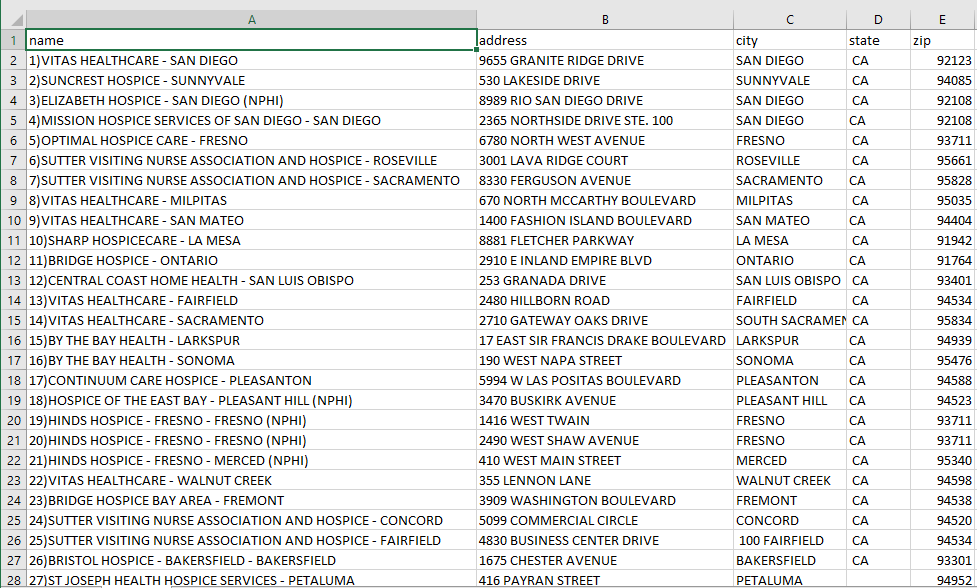 A B C D E
1 name address city state zip
2 1)VITAS HEALTHCARE - SAN DIEGO 9655 GRANITE RIDGE DRIVE SAN DIEGO CA 92123
3 2)SUNCREST HOSPICE - SUNNYVALE 530 LAKESIDE DRIVE SUNNYVALE CA 94085
4 3)ELIZABETH HOSPICE - SAN DIEGO (NPHI) 8989 RIO SAN DIEGO DRIVE SAN DIEGO CA 92108
5 4)MISSION HOSPICE SERVICES OF SAN DIEGO - SAN DIEGO 2365 NORTHSIDE DRIVE STE. 100 SAN DIEGO CA 92108
6 5)OPTIMAL HOSPICE CARE - FRESNO 6780 NORTH WEST AVENUE FRESNO CA 93711
7 6)SUTTER VISITING NURSE ASSOCIATION AND HOSPICE - ROSEVILLE 3001 LAVA RIDGE COURT ROSEVILLE CA 95661
8 7)SUTTER VISITING NURSE ASSOCIATION AND HOSPICE - SACRAMENTO 8330 FERGUSON AVENUE SACRAMENTO CA 95828
9 8)VITAS HEALTHCARE - MILPITAS 670 NORTH MCCARTHY BOULEVARD MILPITAS CA 95035
10 9)VITAS HEALTHCARE - SAN MATEO 1400 FASHION ISLAND BOULEVARD SAN MATEO CA 94404
11 10)SHARP HOSPICECARE - LA MESA 8881 FLETCHER PARKWAY LA MESA CA 91942
12 11)BRIDGE HOSPICE - ONTARIO 2910 E INLAND EMPIRE BLVD ONTARIO CA 91764
13 12)CENTRAL COAST HOME HEALTH - SAN LUIS OBISPO 253 GRANADA DRIVE SAN LUIS OBISPO CA 93401
14 13)VITAS HEALTHCARE - FAIRFIELD 2480 HILLBORN ROAD FAIRFIELD CA 94534
15 14)VITAS HEALTHCARE - SACRAMENTO 2710 GATEWAY OAKS DRIVE SOUTH SACRAMEN CA 95834
16 15)BY THE BAY HEALTH - LARKSPUR 17 EAST SIR FRANCIS DRAKE BOULEVARD LARKSPUR CA 94939
17 16)BY THE BAY HEALTH - SONOMA 190 WEST NAPA STREET SONOMA CA 95476
18 17)CONTINUUM CARE HOSPICE - PLEASANTON 5994 W LAS POSITAS BOULEVARD PLEASANTON CA 94588
19 18)HOSPICE OF THE EAST BAY - PLEASANT HILL (NPHI) 3470 BUSKIRK AVENUE PLEASANT HILL CA 94523
20 19)HINDS HOSPICE - FRESNO - FRESNO (NPHI) 1416 WEST TWAIN FRESNO CA 93711
21 20)HINDS HOSPICE - FRESNO - FRESNO (NPHI) 2490 WEST SHAW AVENUE FRESNO CA 93711
22 21)HINDS HOSPICE - FRESNO - MERCED (NPHI) 410 WEST MAIN STREET MERCED CA 95340
23 22)VITAS HEALTHCARE - WALNUT CREEK 355 LENNON LANE WALNUT CREEK CA 94598
24 23)BRIDGE HOSPICE BAY AREA - FREMONT 3909 WASHINGTON BOULEVARD FREMONT CA 94538
25 24)SUTTER VISITING NURSE ASSOCIATION AND HOSPICE - CONCORD 5099 COMMERCIAL CIRCLE CONCORD CA 94520
26 25)SUTTER VISITING NURSE ASSOCIATION AND HOSPICE - FAIRFIELD 4830 BUSINESS CENTER DRIVE 100 FAIRFIELD CA 94534
27 26)BRISTOL HOSPICE - BAKERSFIELD - BAKERSFIELD 1675 CHESTER AVENUE BAKERSFIELD CA 93301
28 27)ST JOSEPH HEALTH HOSPICE SERVICES - PETALUMA 416 PAYRAN STREET PETALUMA 94952